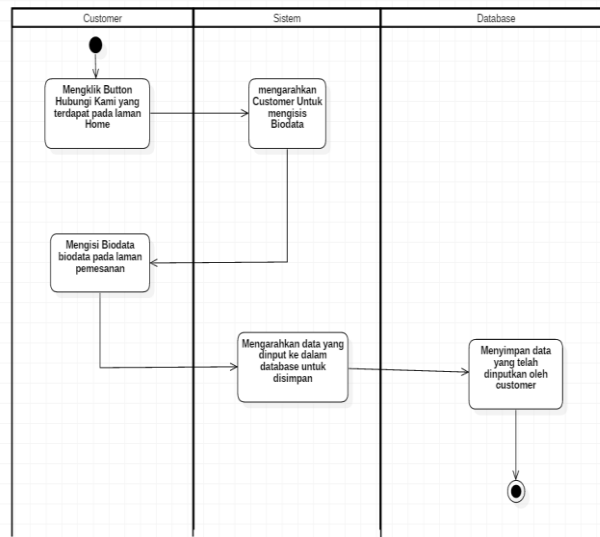 Customer
Sistem
Database
Mengklik Button
Hubungi Kami yang
terdapat pada laman
Home
mengarahkan
Customer Untuk
mengisis
Biodata
Mengisi Biodata
biodata pada laman
pemesanan
Mengarahkan data yang
dinput ke dalam
database untuk
disimpan
Menyimpan data
yang telah
dinputkan oleh
customer